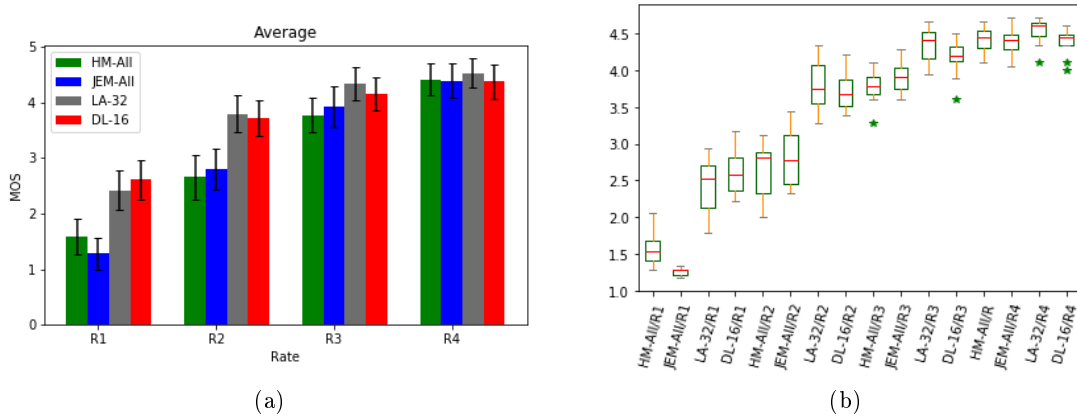 Average
5
4
3
2
1
0
MOS
HM-All
JEM-All
LA-32
DL-16
R1
R2
R3
R4
Rate
(a)
4.5
4.0
3.5
3.0
2.5
2.0
1.5
1.0
HM-All/R1
JEM-All/R1
LA-32/R1
DL-16/R1
HM-All/R2
JEM-All/R2
LA-32/R2
DL-16/R2
HM-All/R3
JEM-All/R3
LA-32/R3
DL-16/R3
HM-All/R
JEM-All/R4
LA-32/R4
DL-16/R4
(b)